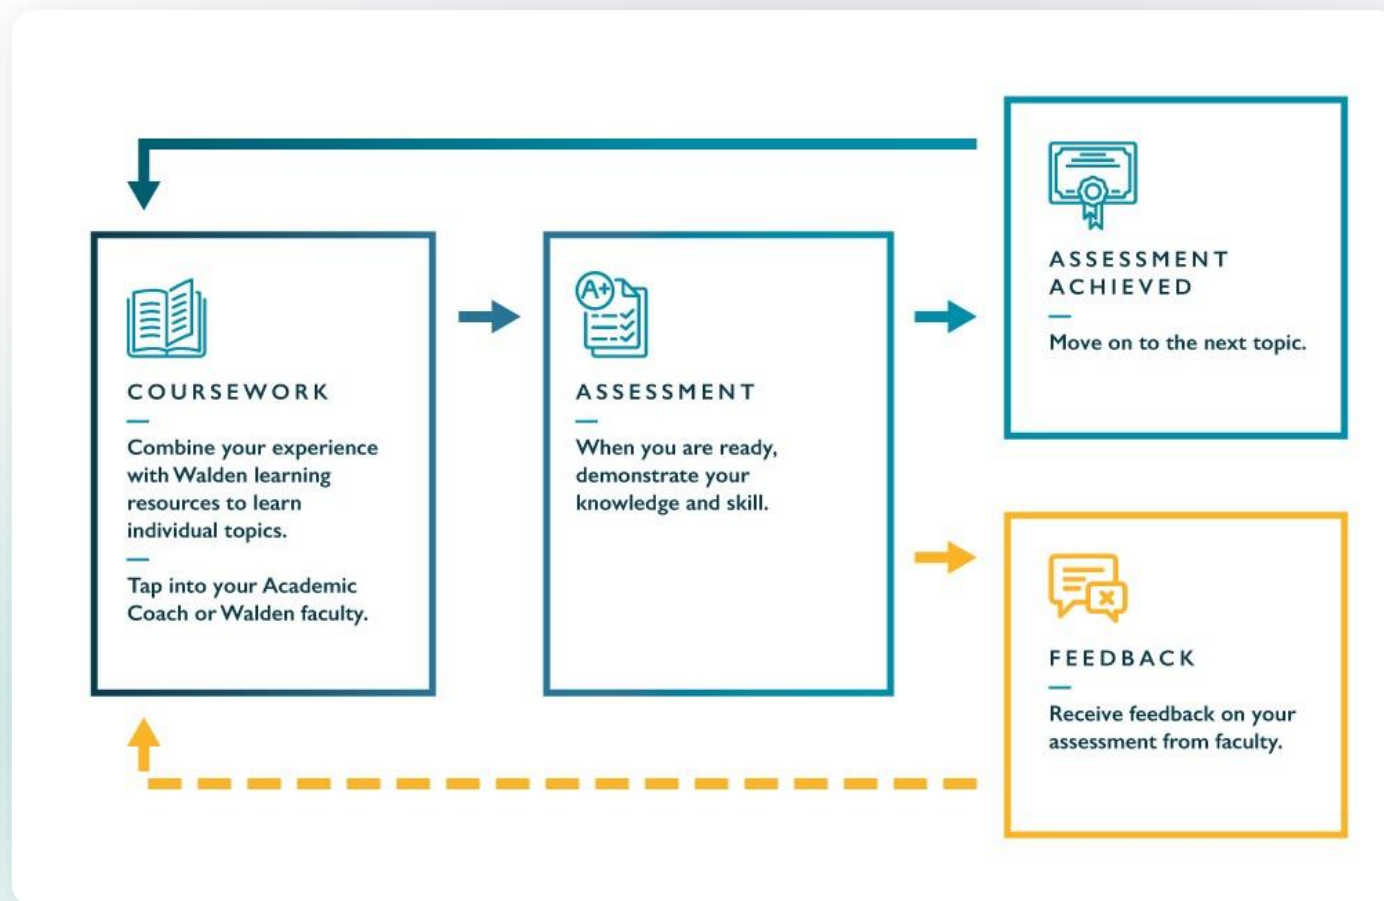 COURSEWORK
Combine your experience
with Walden learning
resources to learn
individual topics.
Tap into your Academic
Coach or Walden faculty.
A+
ASSESSMENT
When you are ready,
demonstrate your
knowledge and skill.
ASSESSMENT
ACHIEVED
Move on to the next topic.
FEEDBACK
Receive feedback on your
assessment from faculty.